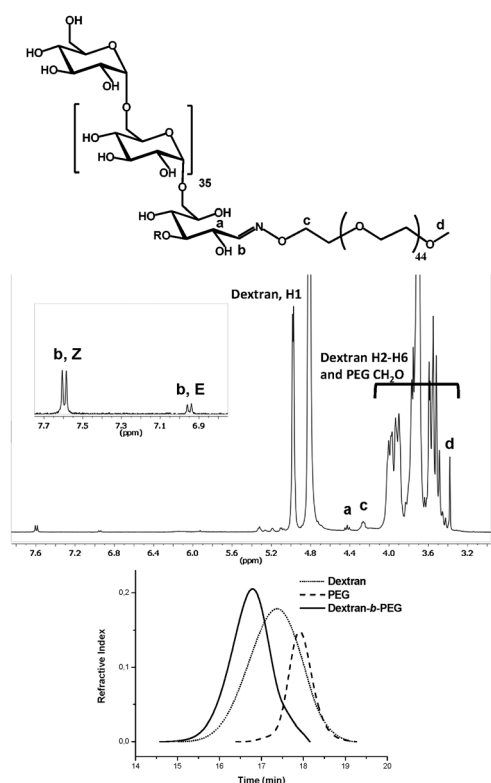 OH
HO
O
HO
HO
OH
O
HO
O
HO
HO
OH
35
O
HO
a
OH
RO
OH
b
N
O
c
O
44
O
d
Dextran, H1
b, Z
b, E
7.7 7.5 7.3 7.1 6.9
(ppm)
Dextran H2-H6
and PEG CH2O
a c d
7.6 7.2 6.8 6.4 6.0 5.6 5.2 4.8 4.4 4.0 3.6 3.2
(ppm)
Dextran
PEG
Dextran-b-PEG
Refractive Index
0,2
0,1
0,0
14 15 16 17 18 19 20
Time (min)